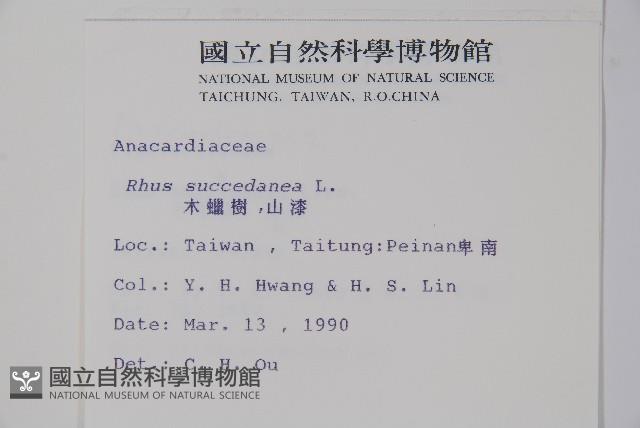 國立自然科學博物館
NATIONAL MUSEUM OF NATURAL SCIENCE
TAICHUNG, TAIWAN, R.O.CHINA
Anacardiaceae
Rhus succedanea L.
木蠟樹,山漆
Loc.: Taiwan , Taitung:Peinan卑南
Col.: Y. H. Hwang & H. S. Lin
Date: Mar. 13 , 1990
Det.: C. H. Ou
國立自然科學博物館
NATIONAL MUSEUM OF NATURAL SCIENCE